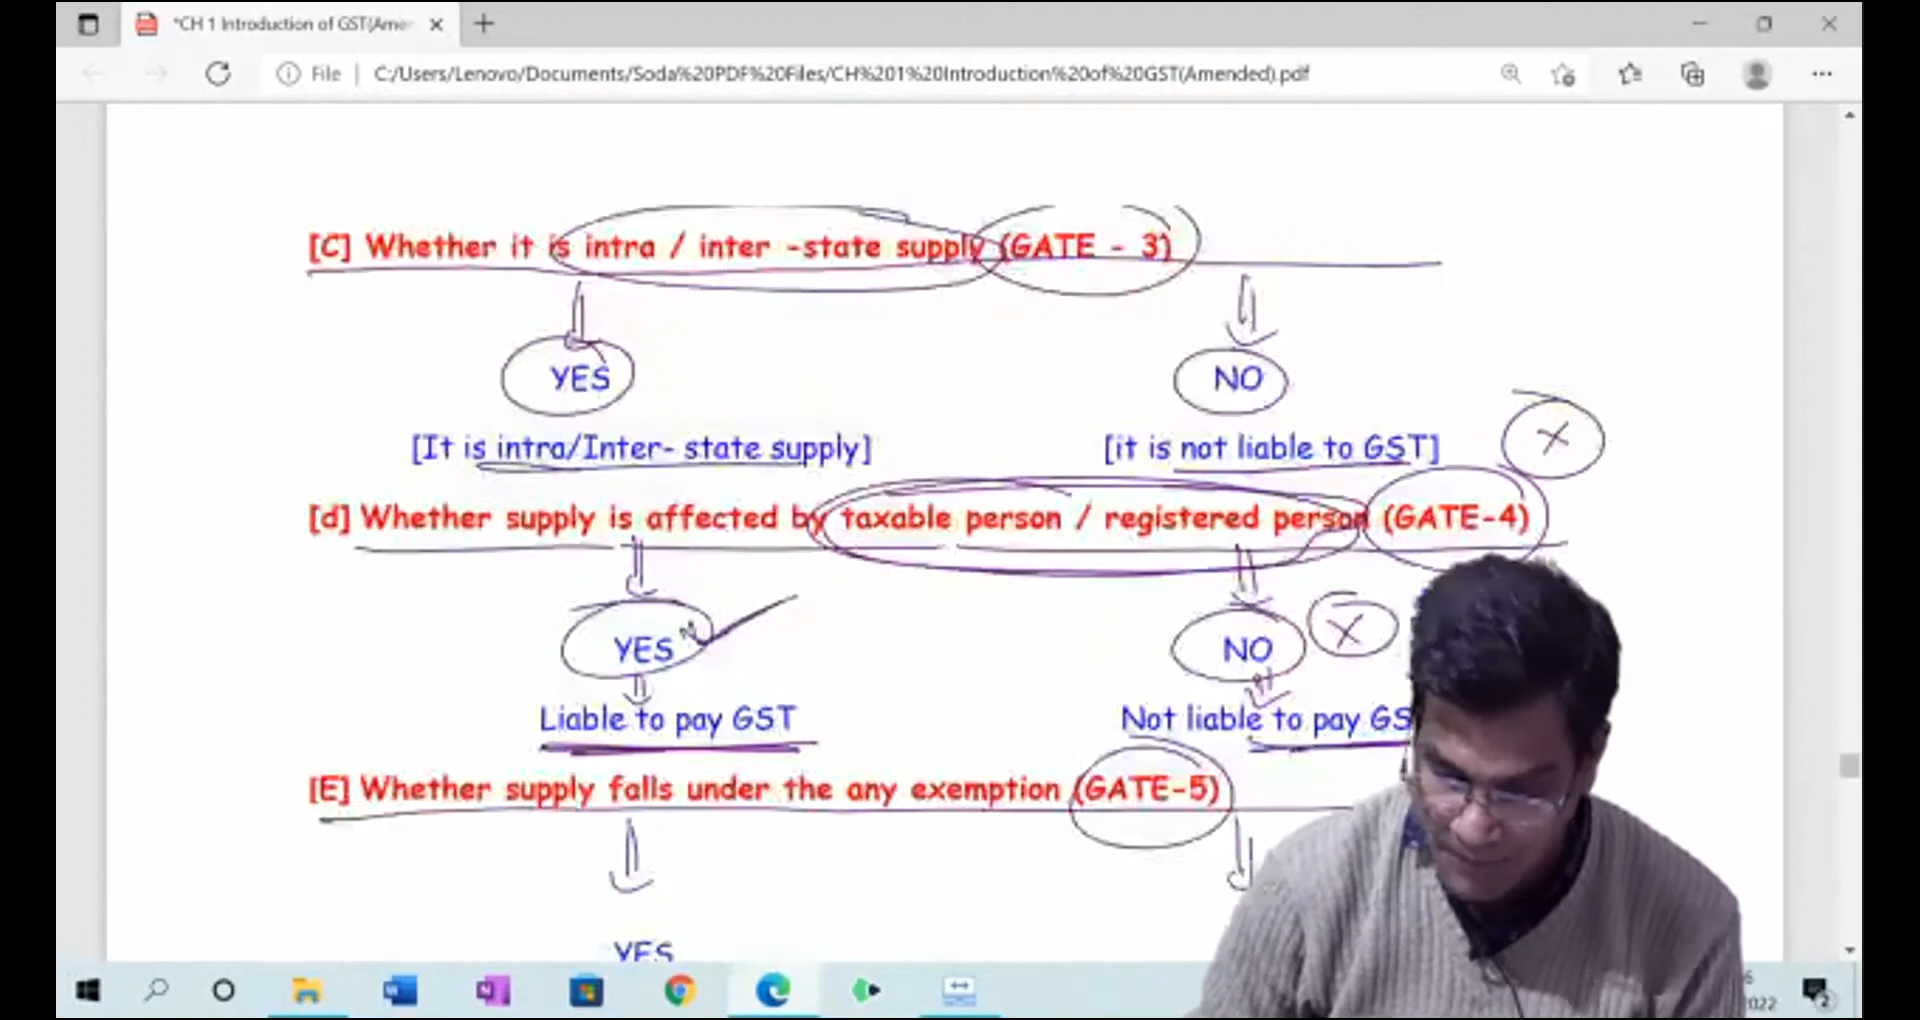 *CH 1 Introduction of GST(Ame
File | C:/Users/Lenovo/Documents/Soda%20PDF%20Files/CH%201%20Introduction%20of%20GST(Amended).pdf
[C] Whether it is intra / inter -state supply (GATE - 3)
YES NO
[It is intra/Inter- state supply] [it is not liable to GST]
[d] Whether supply is affected by taxable person / registered person (GATE-4)
YES NO
Liable to pay GST Not liable to pay GS
[E] Whether supply falls under the any exemption (GATE-5)
YES
022
2